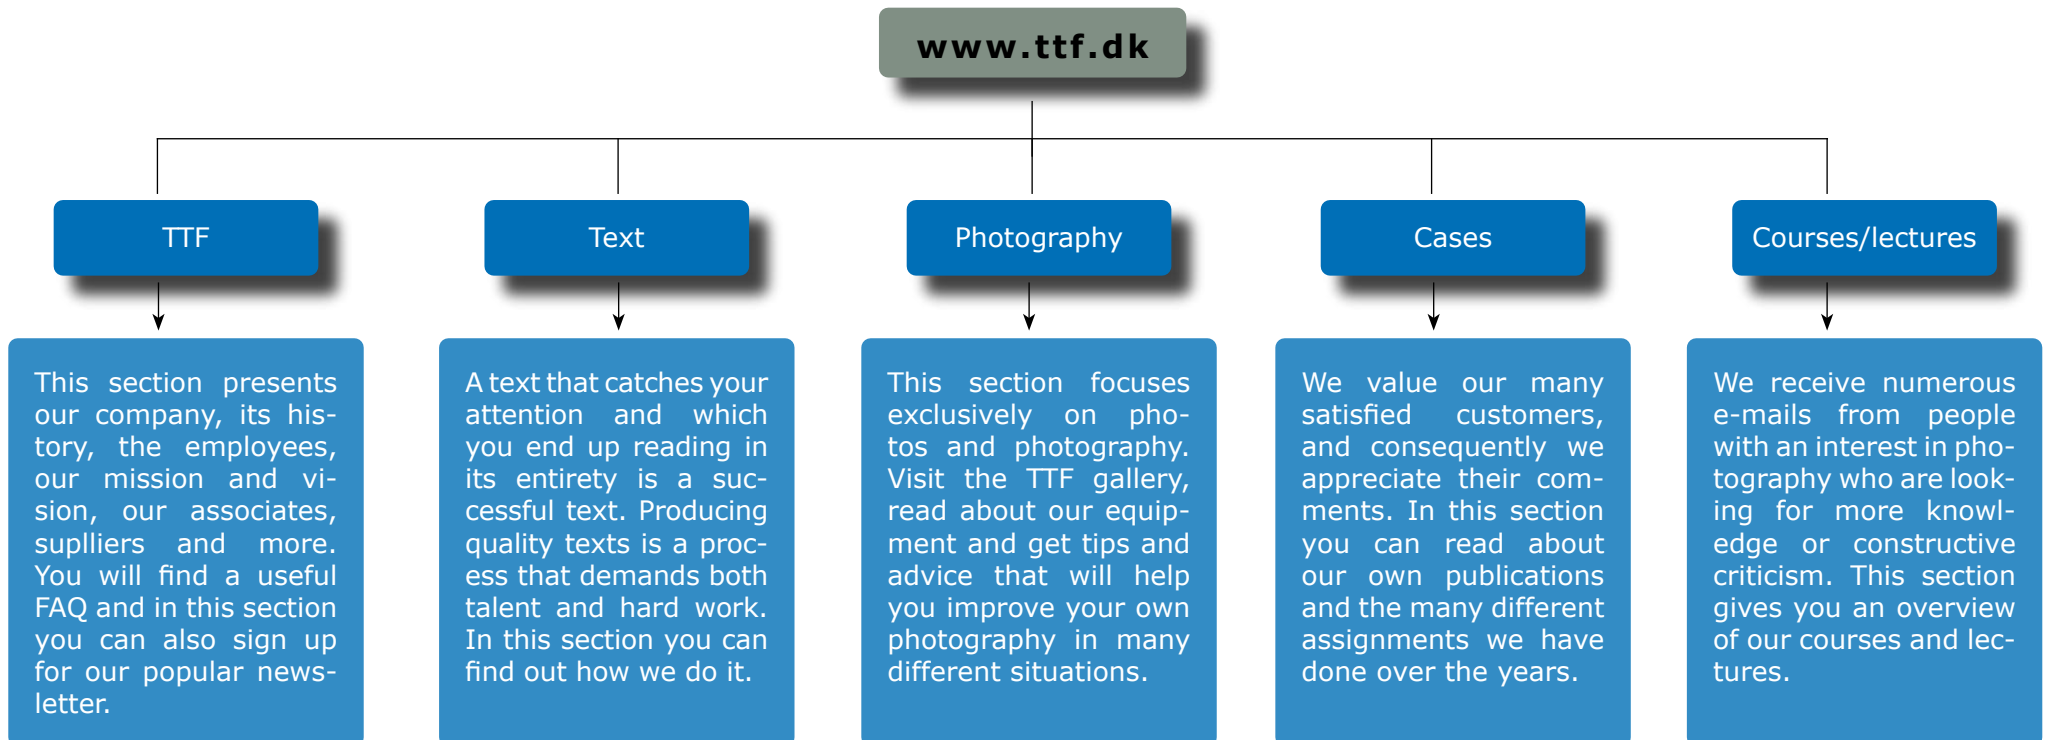 www.ttf.dk
TTF
Text
Photography
Cases
Courses/lectures
This section presents
our company, its his-
tory, the employees,
our mission and vi-
sion, our associates,
suplliers and more.
You will find a useful
FAQ and in this section
you can also sign up
for our popular news-
letter.
A text that catches your
attention and which
you end up reading in
its entirety is a suc-
cessful text. Producing
quality texts is a proc-
ess that demands both
talent and hard work.
In this section you can
find out how we do it.
This section focuses
exclusively on pho-
tos and photography.
Visit the TTF gallery,
read about our equip-
ment and get tips and
advice that will help
you improve your own
photography in many
different situations.
We value our many
satisfied customers,
and consequently we
appreciate their com-
ments. In this section
you can read about
our own publications
and the many different
assignments we have
done over the years.
We receive numerous
e-mails from people
with an interest in pho-
tography who are look-
ing for more knowl-
edge or constructive
criticism. This section
gives you an overview
of our courses and lec-
tures.